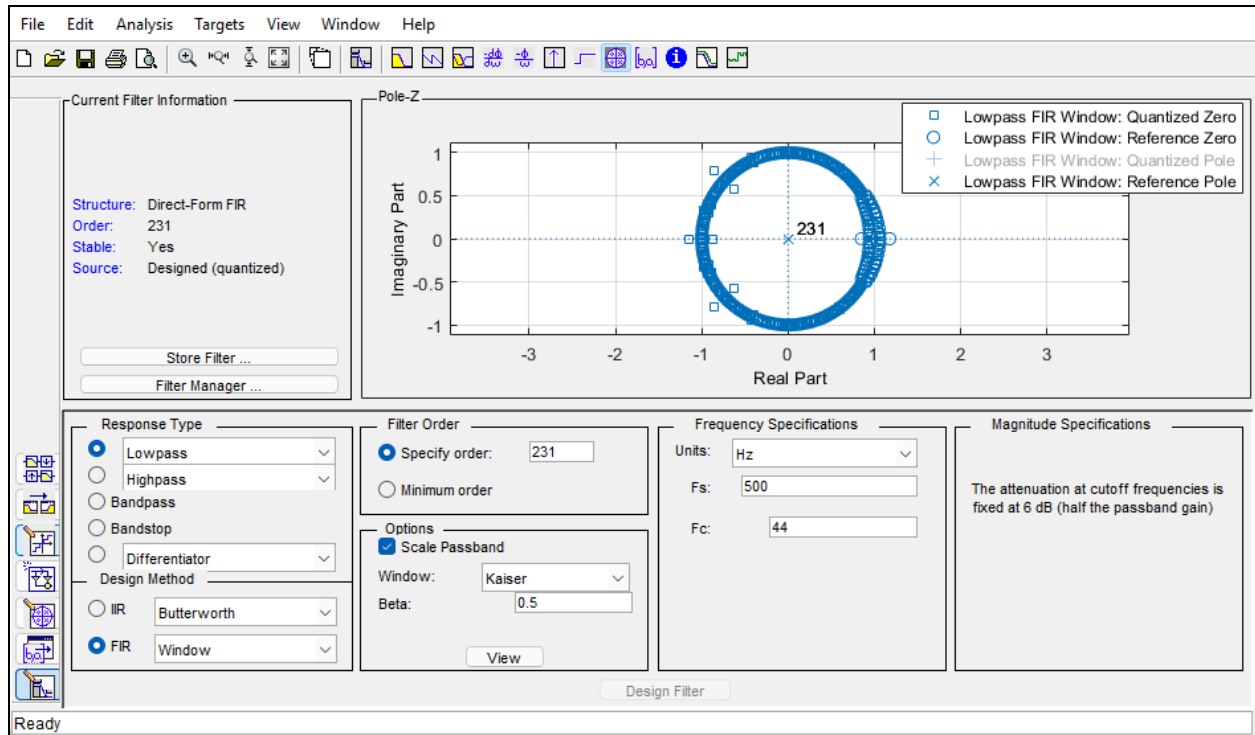 File Edit Analysis Targets View Window Help
Current Filter Information
Structure: Direct-Form FIR
Order: 231
Stable: Yes
Source: Designed (quantized)
Store Filter ...
Filter Manager ...
Pole-Z
Lowpass FIR Window: Quantized Zero
Lowpass FIR Window: Reference Zero
Lowpass FIR Window: Quantized Pole
Lowpass FIR Window: Reference Pole
Imaginary Part
1
0.5
0
-0.5
-1
231
-3 -2 -1 0 1 2 3
Real Part
Response Type
Lowpass
Highpass
Bandpass
Bandstop
Differentiator
Design Method
IIR Butterworth
FIR Window
Filter Order
Specify order: 231
Minimum order
Options
Scale Passband
Window: Kaiser
Beta: 0.5
View
Frequency Specifications
Units: Hz
Fs: 500
Fc: 44
Magnitude Specifications
The attenuation at cutoff frequencies is
fixed at 6 dB (half the passband gain)
Design Filter
Ready